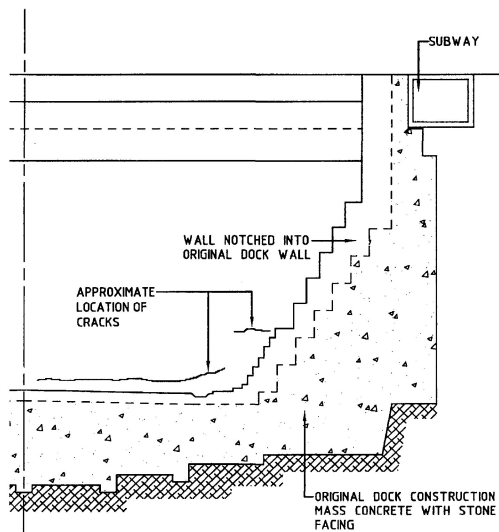 SUBWAY
WALL NOTCHED INTO
ORIGINAL DOCK WALL
APPROXIMATE
LOCATION OF
CRACKS
ORIGINAL DOCK CONSTRUCTION
MASS CONCRETE WITH STONE
FACING